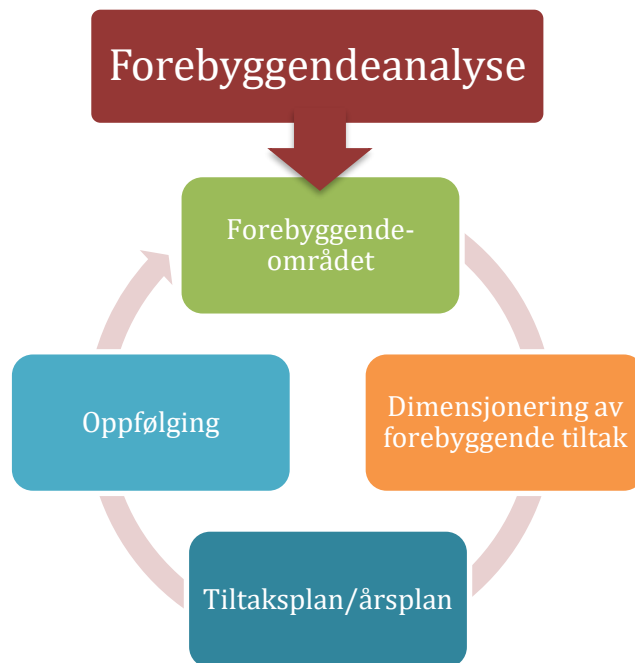 Forebyggendeanalyse
Forebyggende-
området
Dimensjonering av
forebyggende tiltak
Oppfølging
Tiltaksplan/årsplan